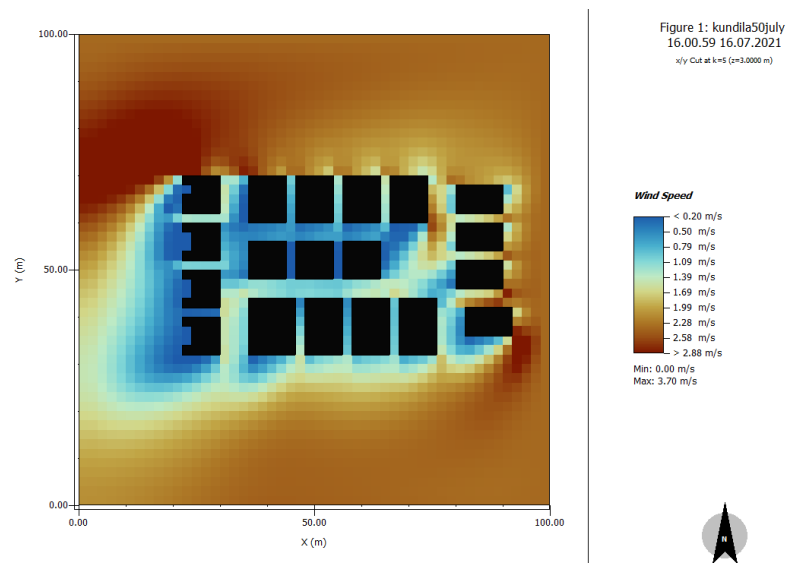 Figure 1: kundila50july
16.00.59 16.07.2021
x/y Cut at k=5 (z=3.0000 m)
100.00
50.00
0.00
Y (m)
0.00 50.00 100.00
X (m)
Wind Speed
< 0.20 m/s
0.50 m/s
0.79 m/s
1.09 m/s
1.39 m/s
1.69 m/s
1.99 m/s
2.28 m/s
2.58 m/s
> 2.88 m/s
Min: 0.00 m/s
Max: 3.70 m/s
N